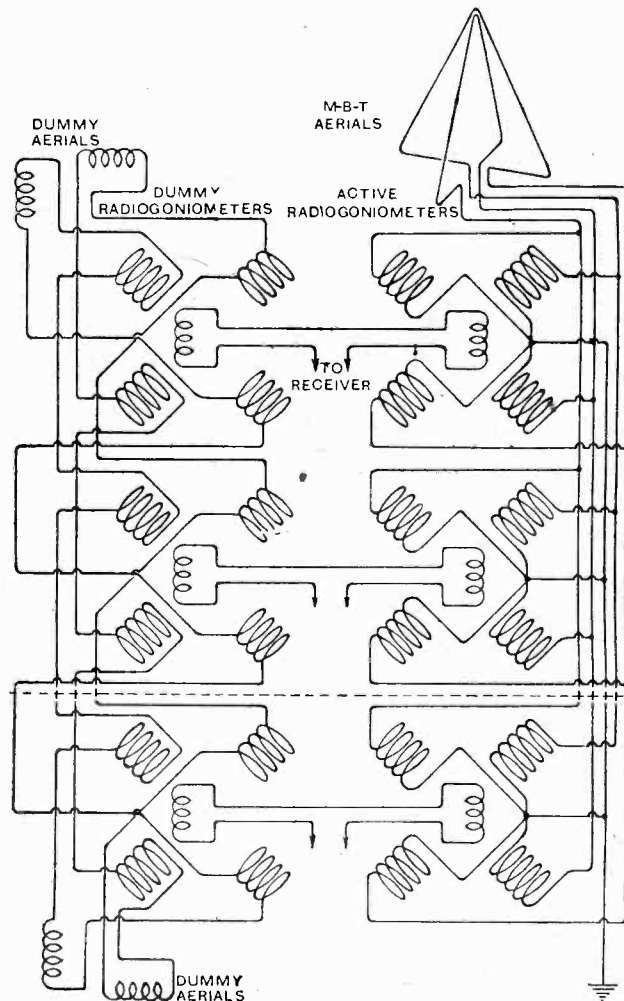 M-B-T
AERIALS
DUMMY
AERIALS
DUMMY
RADIOGONIOMETERS
ACTIVE
RADIOGONIOMETERS
TO
RECEIVER
DUMMY
AERIALS